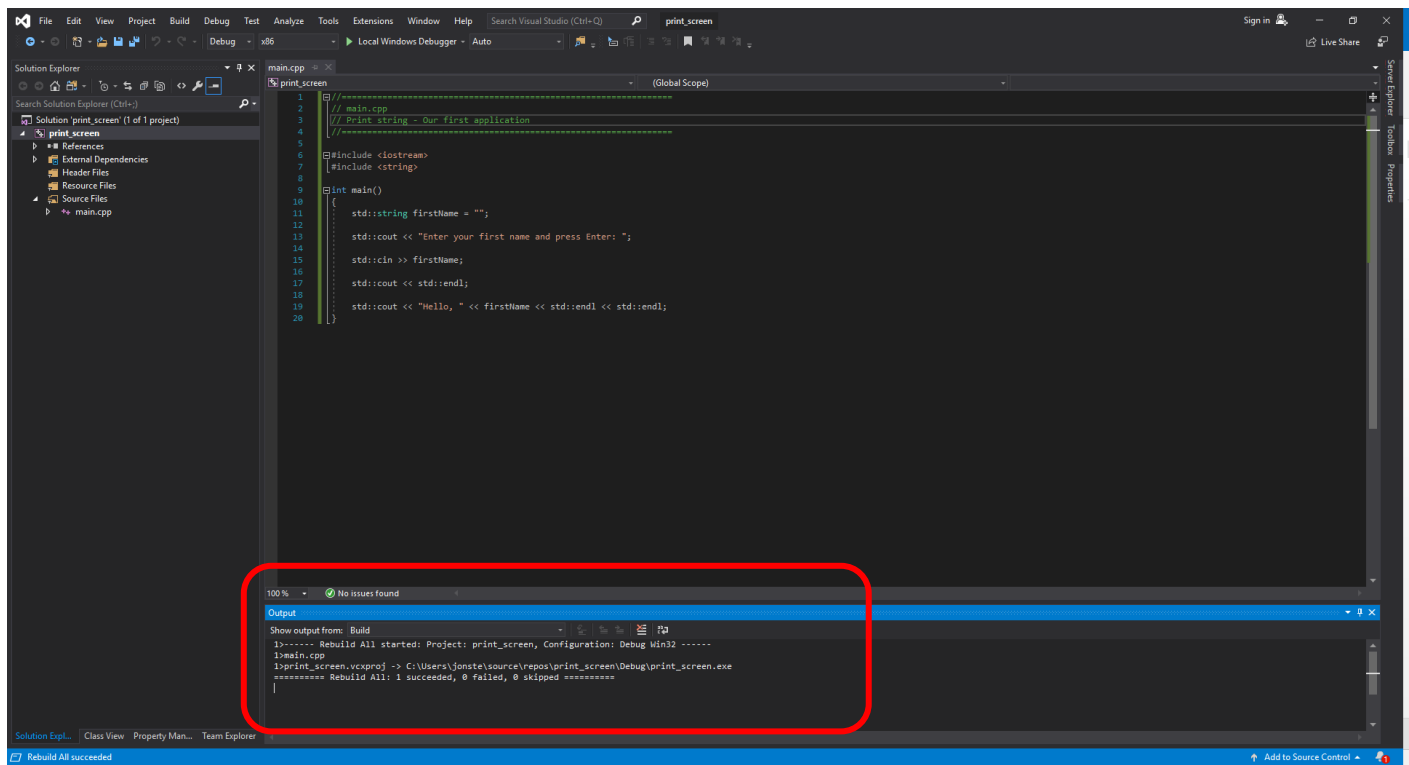 File Edit View Project Build Debug Test Analyze Tools Extensions Window Help Search Visual Studio (Ctrl+Q) print_screen Sign in
Debug x86 Local Windows Debugger Auto Live Share
Solution Explorer
Search Solution Explorer (Ctrl+;)
Solution 'print_screen' (1 of 1 project)
print_screen
References
External Dependencies
Header Files
Resource Files
Source Files
main.cpp
main.cpp
print_screen (Global Scope)
1 //=================================================================
2 // main.cpp
3 // Print string - Our first application
4 //=================================================================
5
6 #include <iostream>
7 #include <string>
8
9 int main()
10 {
11 std::string firstName = "";
12
13 std::cout << "Enter your first name and press Enter: ";
14
15 std::cin >> firstName;
16
17 std::cout << std::endl;
18
19 std::cout << "Hello, " << firstName << std::endl << std::endl;
20 }
100 % No issues found
Output
Show output from: Build
1>------ Rebuild All started: Project: print_screen, Configuration: Debug Win32 ------
1>main.cpp
1>print_screen.vcxproj -> C:\Users\jonste\source\repos\print_screen\Debug\print_screen.exe
========== Rebuild All: 1 succeeded, 0 failed, 0 skipped ==========
Solution Expl... Class View Property Man... Team Explorer
Rebuild All succeeded
Add to Source Control
1
Server Explorer
Toolbox
Properties